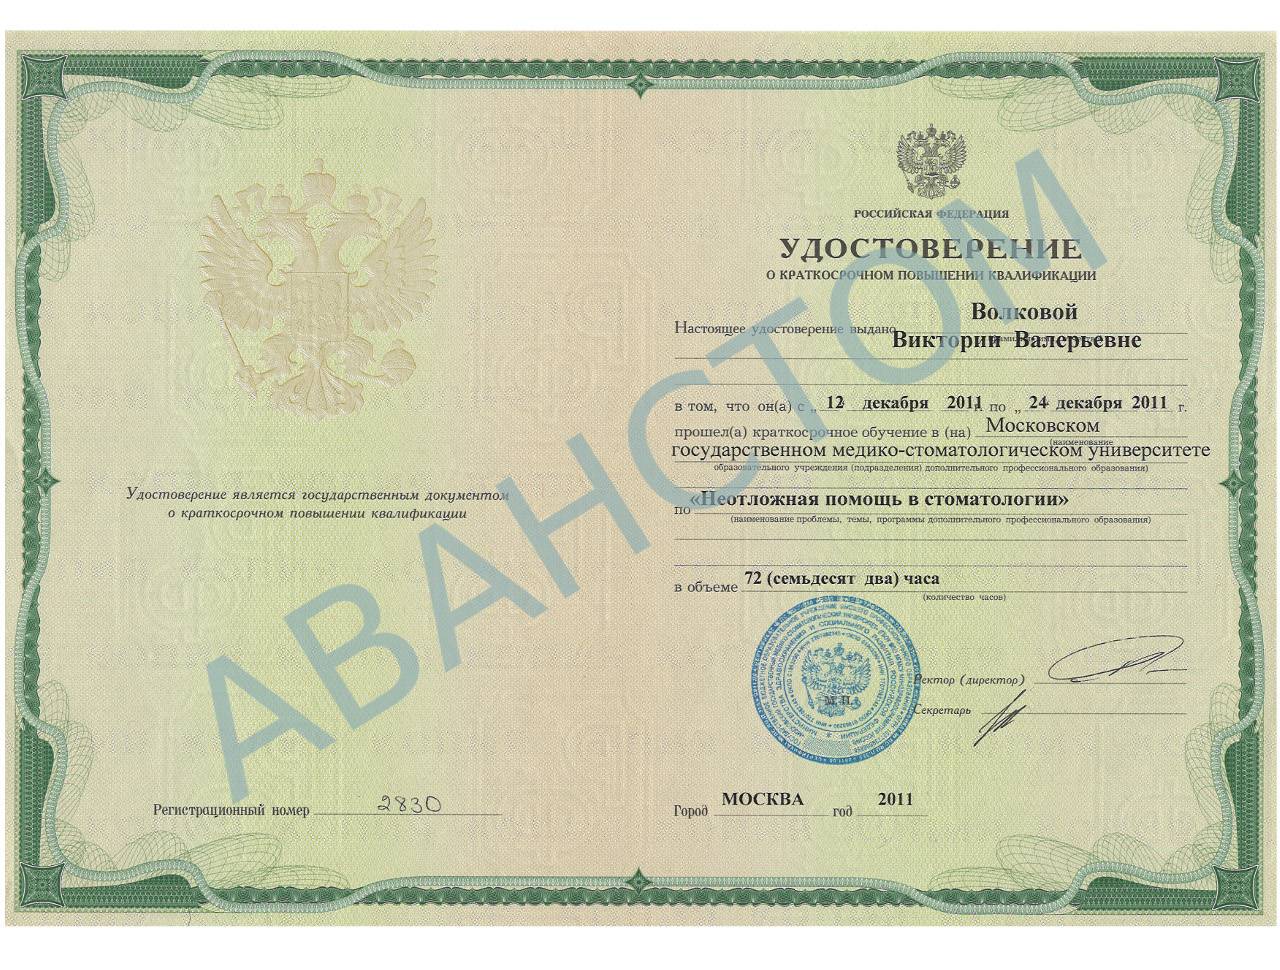 Удостоверение является государственным документом
о краткосрочном повышении квалификации
Регистрационный номер 2830
РОССИЙСКАЯ ФЕДЕРАЦИЯ
УДОСТОВЕРЕНИЕ
О КРАТКОСРОЧНОМ ПОВЫШЕНИИ КВАЛИФИКАЦИИ
Волковой
Настоящее удостоверение выдано
Виктории Валерьевне
в том, что он(а) с „ 12 декабря 2011 г. по „ 24 декабря 2011 г.
прошел(а) краткосрочное обучение в (на) Московском
(наименование
государственном медико-стоматологическом университете
образовательного учреждения (подразделения) дополнительного профессионального образования)
по «Неотложная помощь в стоматологии»
(наименование проблемы, темы, программы дополнительного профессионального образования)
в объеме 72 (семьдесят два) часа
(количество часов)
М.П.
Ректор (директор)
Секретарь
Город МОСКВА год 2011
АВАНСТОМ